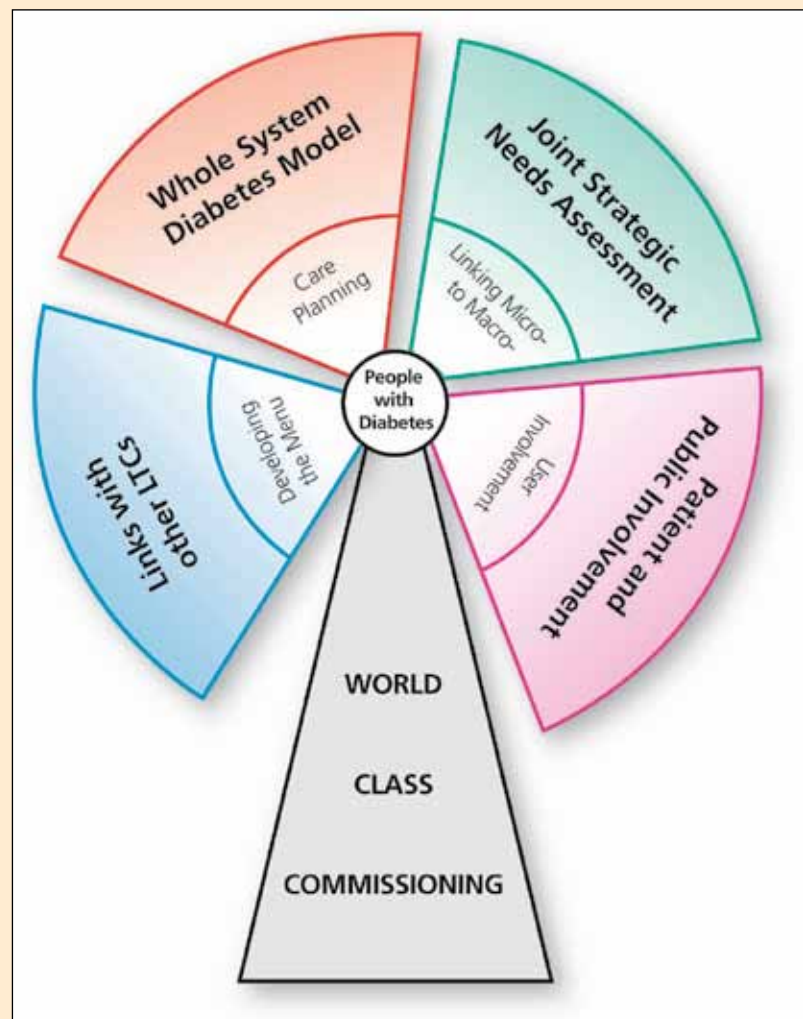 Whole System
Diabetes Model
Care
Planning
Joint Strategic
Needs Assessment
Linking Micro-
to Macro-
People
with
Diabetes
Links with
other LTCs
Developing
the Menu
User
Involvement
Patient and
Public Involvement
WORLD
CLASS
COMMISSIONING